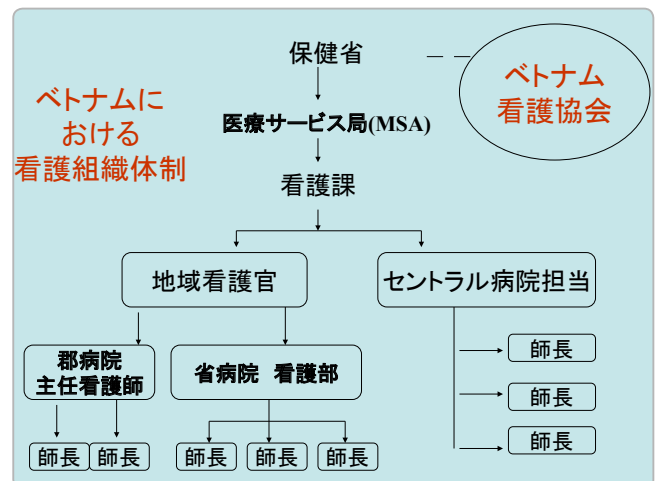 保健省
ベトナム
看護協会
ベトナムに
おける
看護組織体制
医療サービス局(MSA)
看護課
地域看護官
セントラル病院担当
郡病院
主任看護師
省病院 看護部
師長
師長
師長
師長
師長
師長
師長
師長